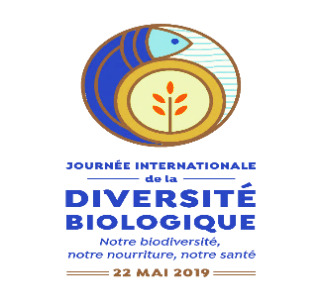 JOURNÉE INTERNATIONALE
de la
DIVERSITÉ
BIOLOGIQUE
Notre biodiversité,
notre nourriture, notre santé
22 MAI 2019